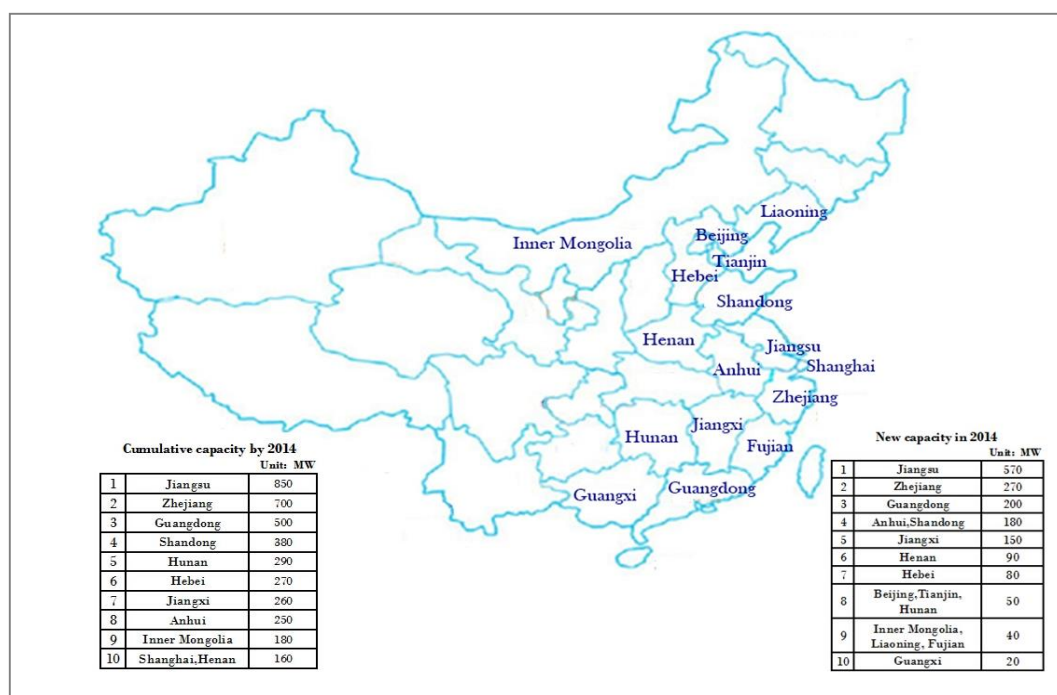 Liaoning
Beijing
Inner Mongolia
Tianjin
Hebei
Shandong
Henan
Jiangsu
Anhui
Shanghai
Zhejiang
Jiangxi
Hunan
Fujian
Guangdong
Guangxi
Cumulative capacity by 2014
Unit: MW
1 Jiangsu 850
2 Zhejiang 700
3 Guangdong 500
4 Shandong 380
5 Hunan 290
6 Hebei 270
7 Jiangxi 260
8 Anhui 250
9 Inner Mongolia 180
10 Shanghai,Henan 160
New capacity in 2014
Unit: MW
1 Jiangsu 570
2 Zhejiang 270
3 Guangdong 200
4 Anhui,Shandong 180
5 Jiangxi 150
6 Henan 90
7 Hebei 80
8 Beijing,Tianjin, 50
Hunan
9 Inner Mongolia, 40
Liaoning, Fujian
10 Guangxi 20